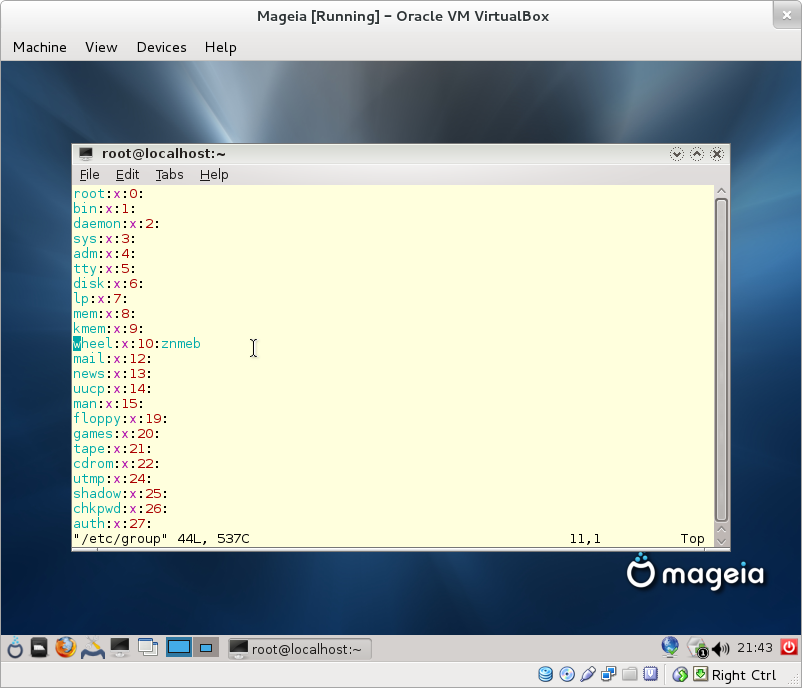 Mageia [Running] – Oracle VM VirtualBox
Machine View Devices Help
root@localhost:~
File Edit Tabs Help
root:x:0:
bin:x:1:
daemon:x:2:
sys:x:3:
adm:x:4:
tty:x:5:
disk:x:6:
lp:x:7:
mem:x:8:
kmem:x:9:
wheel:x:10:znmeb
mail:x:12:
news:x:13:
uucp:x:14:
man:x:15:
floppy:x:19:
games:x:20:
tape:x:21:
cdrom:x:22:
utmp:x:24:
shadow:x:25:
chkpwd:x:26:
auth:x:27:
"/etc/group" 44L, 537C 11,1 Top
mageia
root@localhost:~ 1 21:43
Right Ctrl